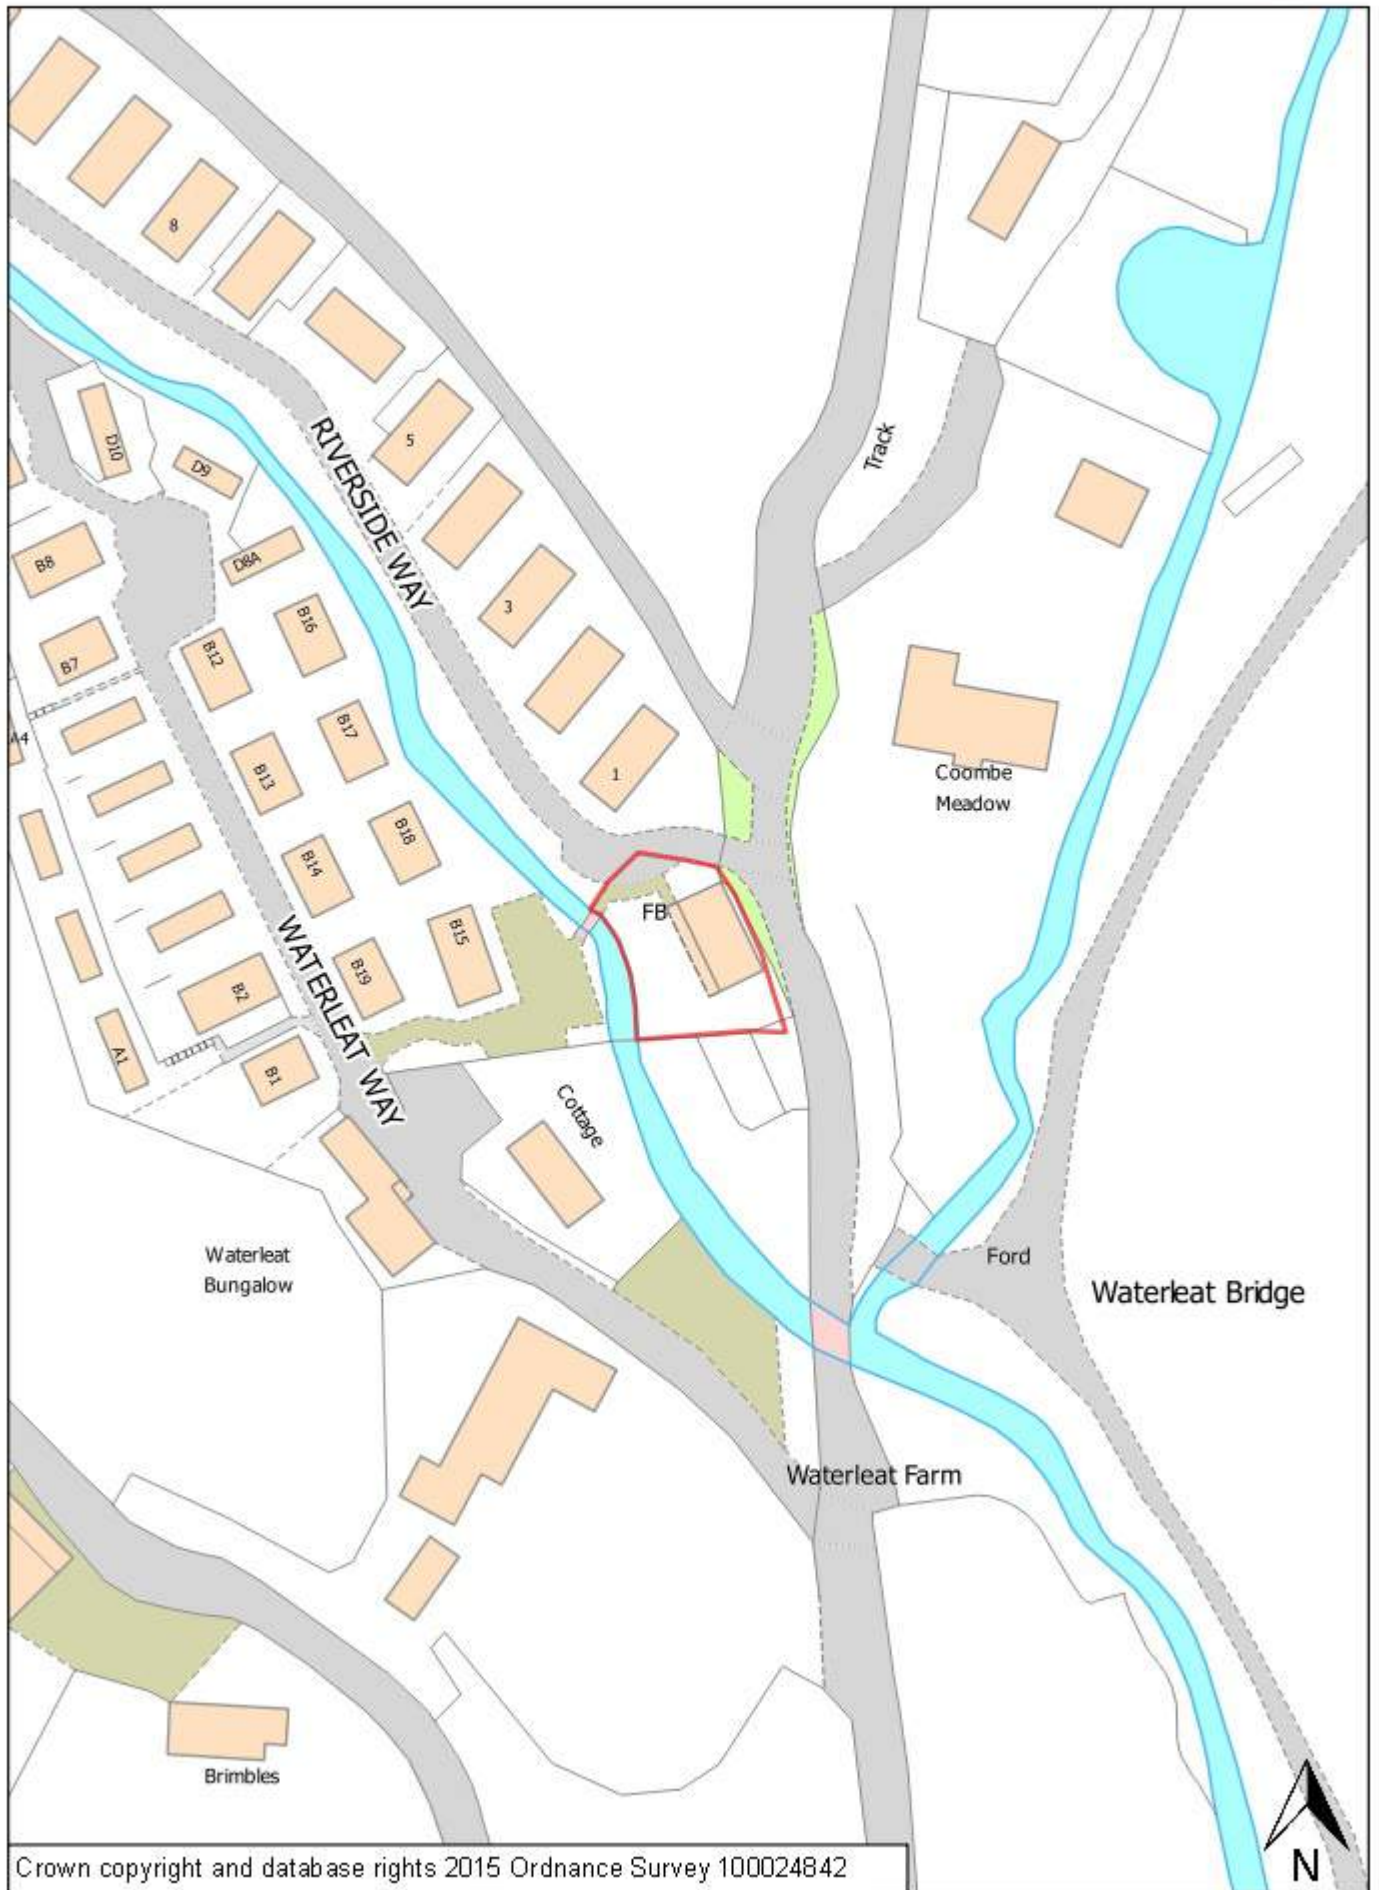 8
5
Track
RIVERSIDE WAY
D10
D9
D8A
B8
3
B16
B12
B7
B17
A4
B13
1
Coombe
Meadow
B18
B14
FB
B15
WATERLEAT WAY
B19
B2
A1
B1
Cottage
Waterleat
Bungalow
Ford
Waterleat Bridge
Waterleat Farm
Brimbles
N
Crown copyright and database rights 2015 Ordnance Survey 100024842